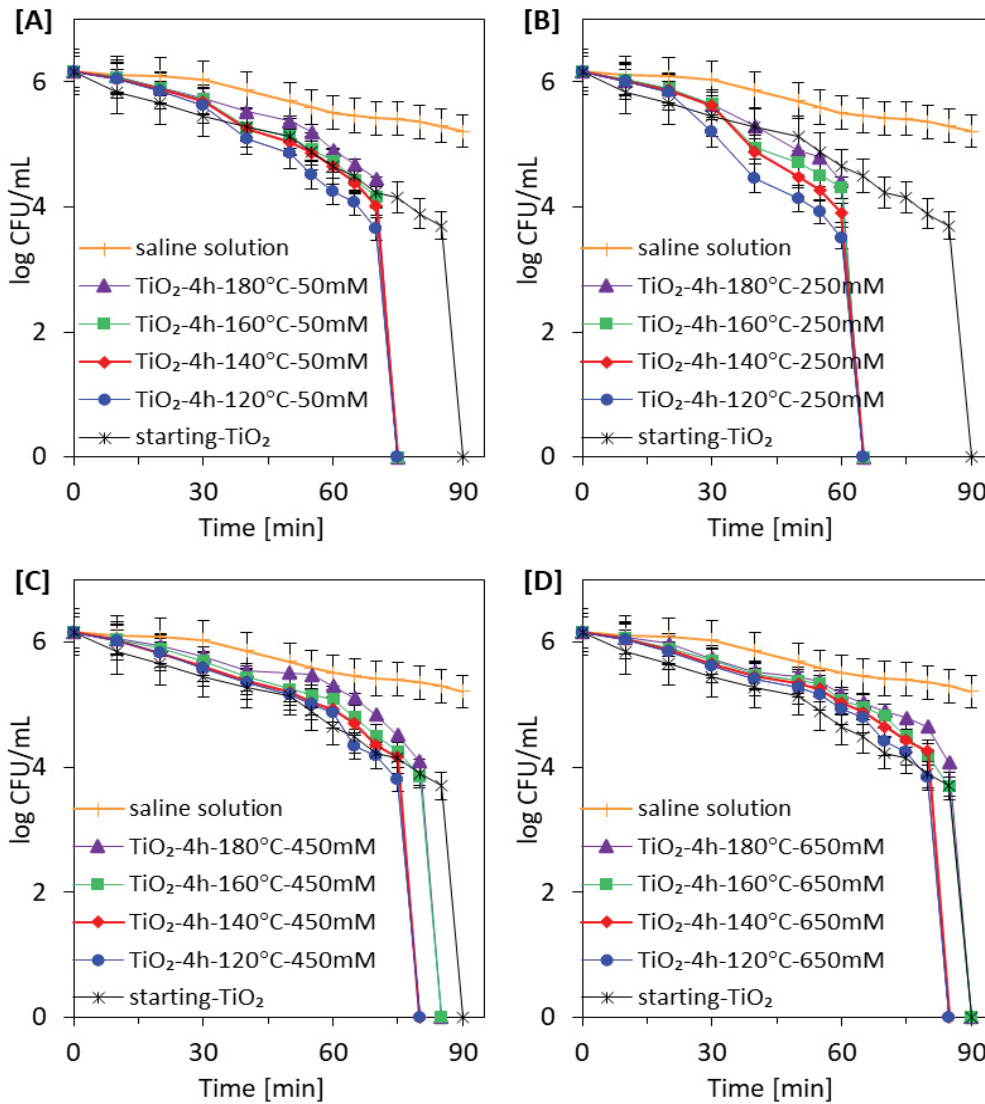 [A]
log CFU/mL
6
4
2
0
saline solution
TiO₂-4h-180°C-50mM
TiO₂-4h-160°C-50mM
TiO₂-4h-140°C-50mM
TiO₂-4h-120°C-50mM
starting-TiO₂
0 30 60 90
Time [min]
[B]
log CFU/mL
6
4
2
0
saline solution
TiO₂-4h-180°C-250mM
TiO₂-4h-160°C-250mM
TiO₂-4h-140°C-250mM
TiO₂-4h-120°C-250mM
starting-TiO₂
0 30 60 90
Time [min]
[C]
log CFU/mL
6
4
2
0
saline solution
TiO₂-4h-180°C-450mM
TiO₂-4h-160°C-450mM
TiO₂-4h-140°C-450mM
TiO₂-4h-120°C-450mM
starting-TiO₂
0 30 60 90
Time [min]
[D]
log CFU/mL
6
4
2
0
saline solution
TiO₂-4h-180°C-650mM
TiO₂-4h-160°C-650mM
TiO₂-4h-140°C-650mM
TiO₂-4h-120°C-650mM
starting-TiO₂
0 30 60 90
Time [min]